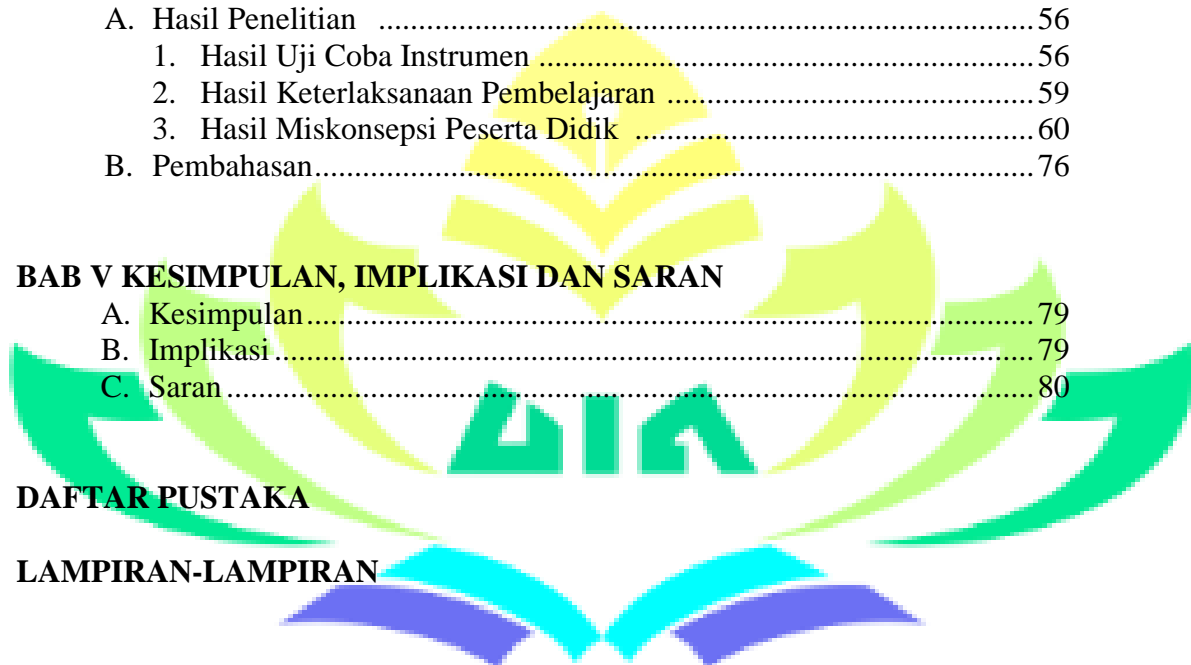 A. Hasil Penelitian ........................................................................ 56
1. Hasil Uji Coba Instrumen ...................................................... 56
2. Hasil Keterlaksanaan Pembelajaran ........................................ 59
3. Hasil Miskonsepsi Peserta Didik ............................................ 60
B. Pembahasan................................................................................ 76
BAB V KESIMPULAN, IMPLIKASI DAN SARAN
A. Kesimpulan................................................................................ 79
B. Implikasi.................................................................................... 79
C. Saran.......................................................................................... 80
DAFTAR PUSTAKA
LAMPIRAN-LAMPIRAN